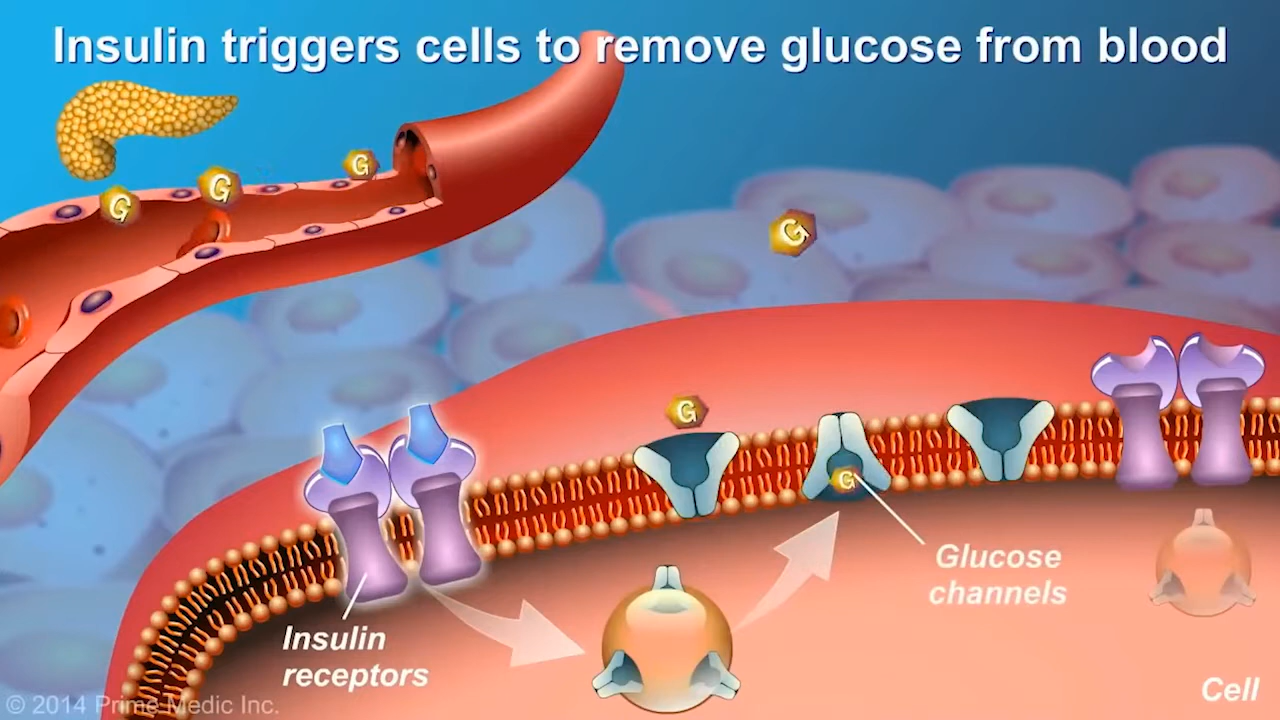 Insulin triggers cells to remove glucose from blood
G
G
G
G
G
G
Glucose
channels
Insulin
receptors
Cell
© 2014 Prime Medic Inc.